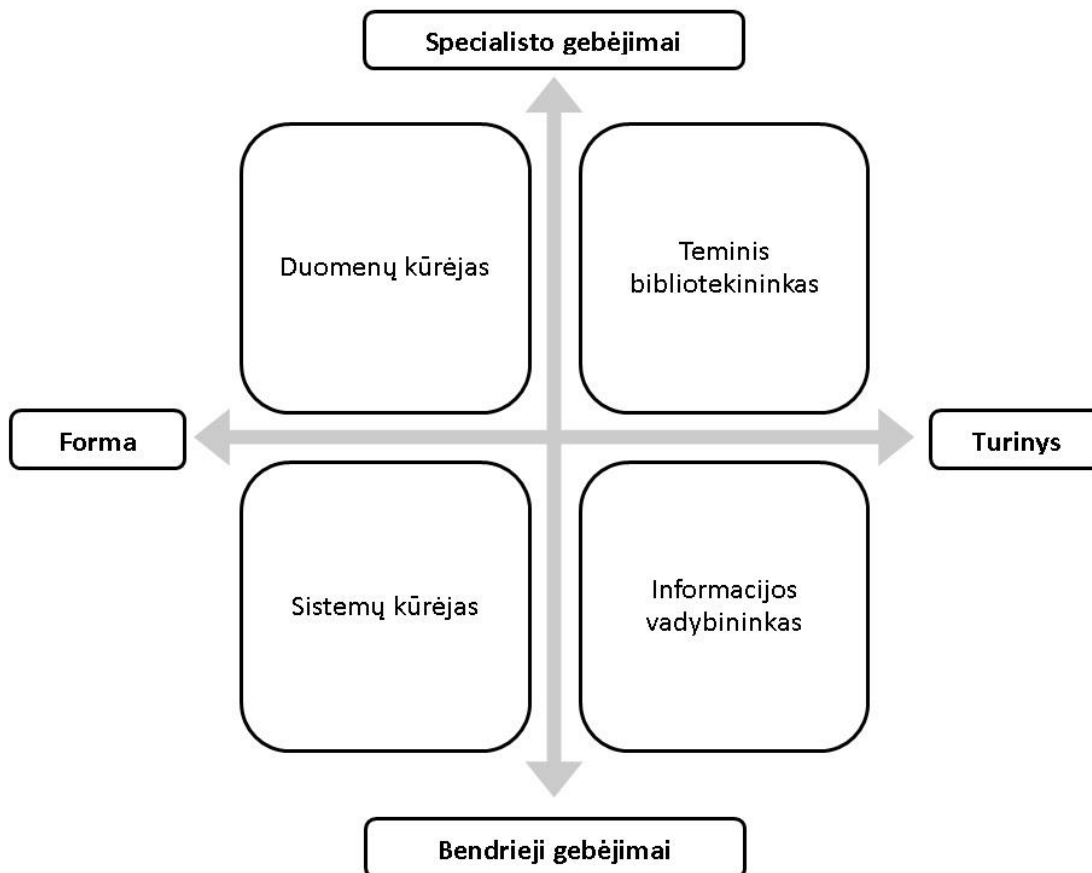 Specialisto gebėjimai
Duomenų kūrėjas
Teminis
bibliotekininkas
Forma
Turinys
Sistemų kūrėjas
Informacijos
vadybininkas
Bendrieji gebėjimai